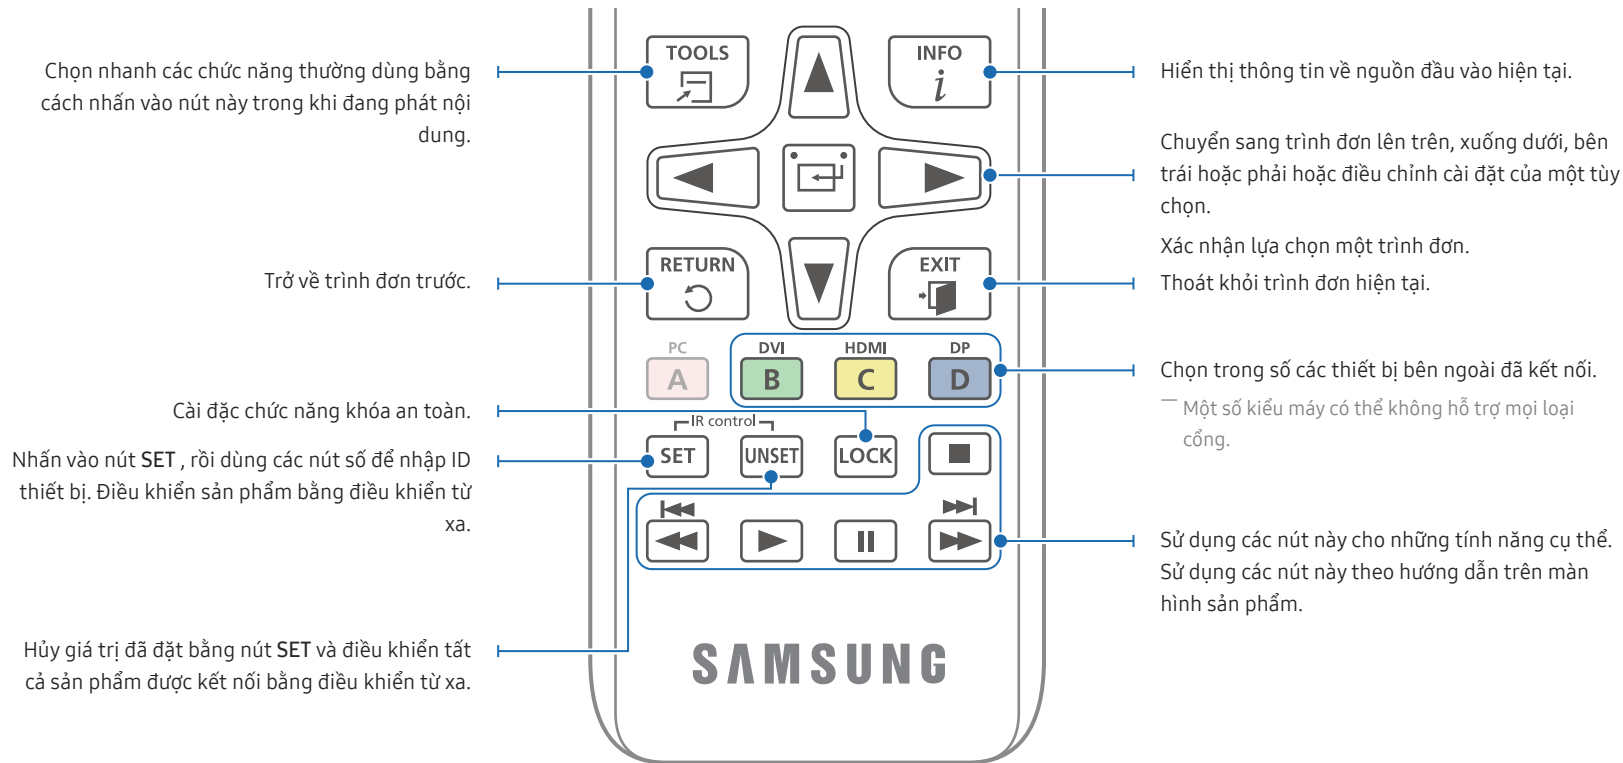 Chọn nhanh các chức năng thường dùng bằng
cách nhấn vào nút này trong khi đang phát nội
dung.
Trở về trình đơn trước.
Cài đặc chức năng khóa an toàn.
Nhấn vào nút SET , rồi dùng các nút số để nhập ID
thiết bị. Điều khiển sản phẩm bằng điều khiển từ
xa.
Hủy giá trị đã đặt bằng nút SET và điều khiển tất
cả sản phẩm được kết nối bằng điều khiển từ xa.
TOOLS
INFO
i
RETURN
EXIT
PC
DVI
HDMI
DP
A
B
C
D
IR control
SET
UNSET
LOCK
SAMSUNG
Hiển thị thông tin về nguồn đầu vào hiện tại.
Chuyển sang trình đơn lên trên, xuống dưới, bên
trái hoặc phải hoặc điều chỉnh cài đặt của một tùy
chọn.
Xác nhận lựa chọn một trình đơn.
Thoát khỏi trình đơn hiện tại.
Chọn trong số các thiết bị bên ngoài đã kết nối.
― Một số kiểu máy có thể không hỗ trợ mọi loại
cổng.
Sử dụng các nút này cho những tính năng cụ thể.
Sử dụng các nút này theo hướng dẫn trên màn
hình sản phẩm.